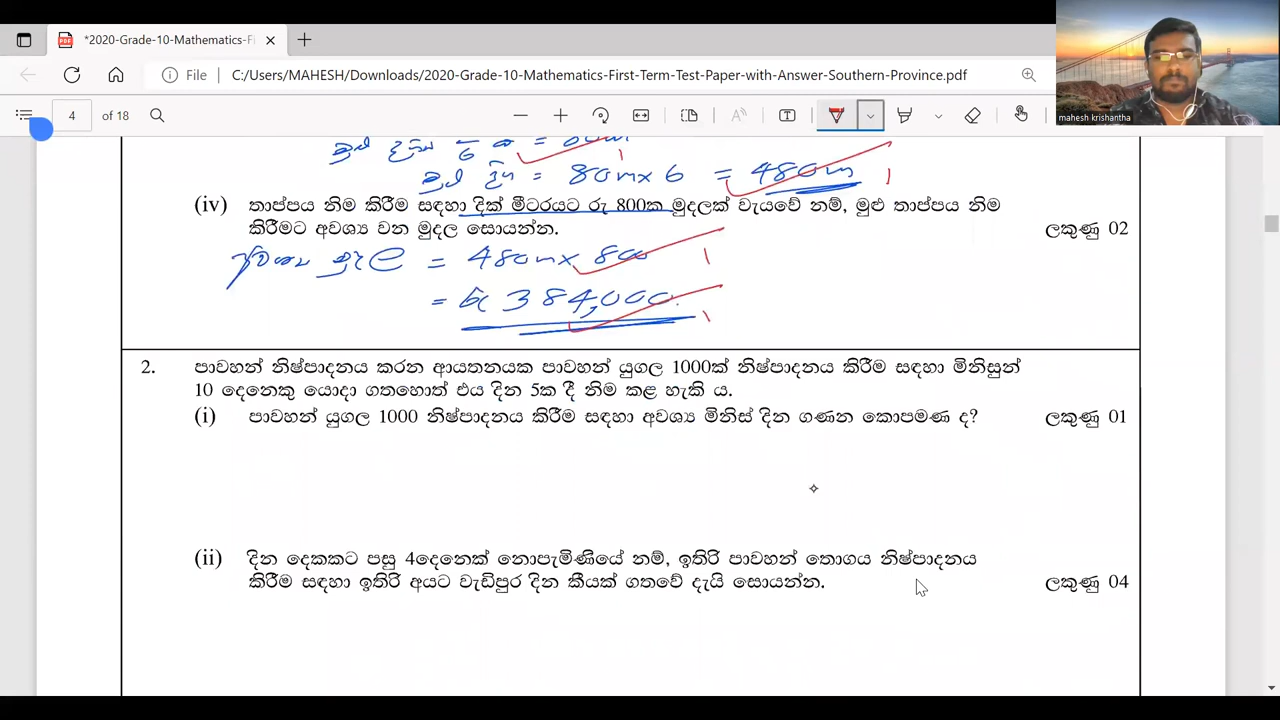 *2020-Grade-10-Mathematics-Fi
File C:/Users/MAHESH/Downloads/2020-Grade-10-Mathematics-First-Term-Test-Paper-with-Answer-Southern-Province.pdf
4 of 18
mahesh krishantha
= 80m × 6 = 480m
(iv) තාප්පය නිම කිරීම සඳහා දික් මීටරයට රු 800ක මුදලක් වැයවේ නම්, මුළු තාප්පය නිම
කිරීමට අවශ්‍ය වන මුදල සොයන්න. ලකුණු 02
අවශ්‍ය මුදල = 480m × 800
= රු 384,000.
2. පාවහන් නිෂ්පාදනය කරන ආයතනයක පාවහන් යුගල 1000ක් නිෂ්පාදනය කිරීම සඳහා මිනිසුන්
10 දෙනෙකු යොදා ගතහොත් එය දින 5ක දී නිම කළ හැකි ය.
(i) පාවහන් යුගල 1000 නිෂ්පාදනය කිරීම සඳහා අවශ්‍ය මිනිස් දින ගණන කොපමණ ද? ලකුණු 01
(ii) දින දෙකකට පසු 4දෙනෙක් නොපැමිණියේ නම්, ඉතිරි පාවහන් තොගය නිෂ්පාදනය
කිරීම සඳහා ඉතිරි අයට වැඩිපුර දින කීයක් ගතවේ දැයි සොයන්න. ලකුණු 04